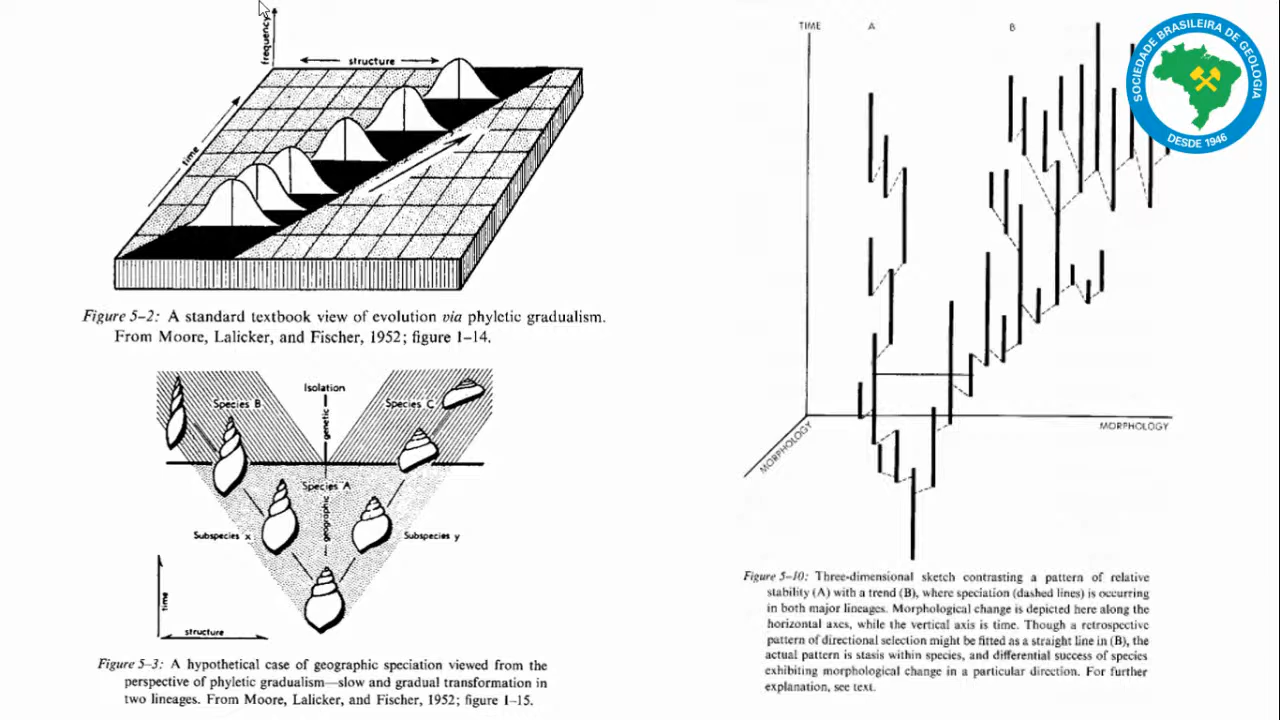 frequency
structure
time
Figure 5–2: A standard textbook view of evolution via phyletic gradualism.
From Moore, Lalicker, and Fischer, 1952; figure 1–14.
Isolation
Species B
Species C
genetic
Species A
geographic
Subspecies x
Subspecies y
time
structure
Figure 5–3: A hypothetical case of geographic speciation viewed from the
perspective of phyletic gradualism—slow and gradual transformation in
two lineages. From Moore, Lalicker, and Fischer, 1952; figure 1–15.
TIME
A
B
MORPHOLOGY
MORPHOLOGY
Figure 5–10: Three-dimensional sketch contrasting a pattern of relative
stability (A) with a trend (B), where speciation (dashed lines) is occurring
in both major lineages. Morphological change is depicted here along the
horizontal axes, while the vertical axis is time. Though a retrospective
pattern of directional selection might be fitted as a straight line in (B), the
actual pattern is stasis within species, and differential success of species
exhibiting morphological change in a particular direction. For further
explanation, see text.
SOCIEDADE BRASILEIRA DE GEOLOGIA
DESDE 1946